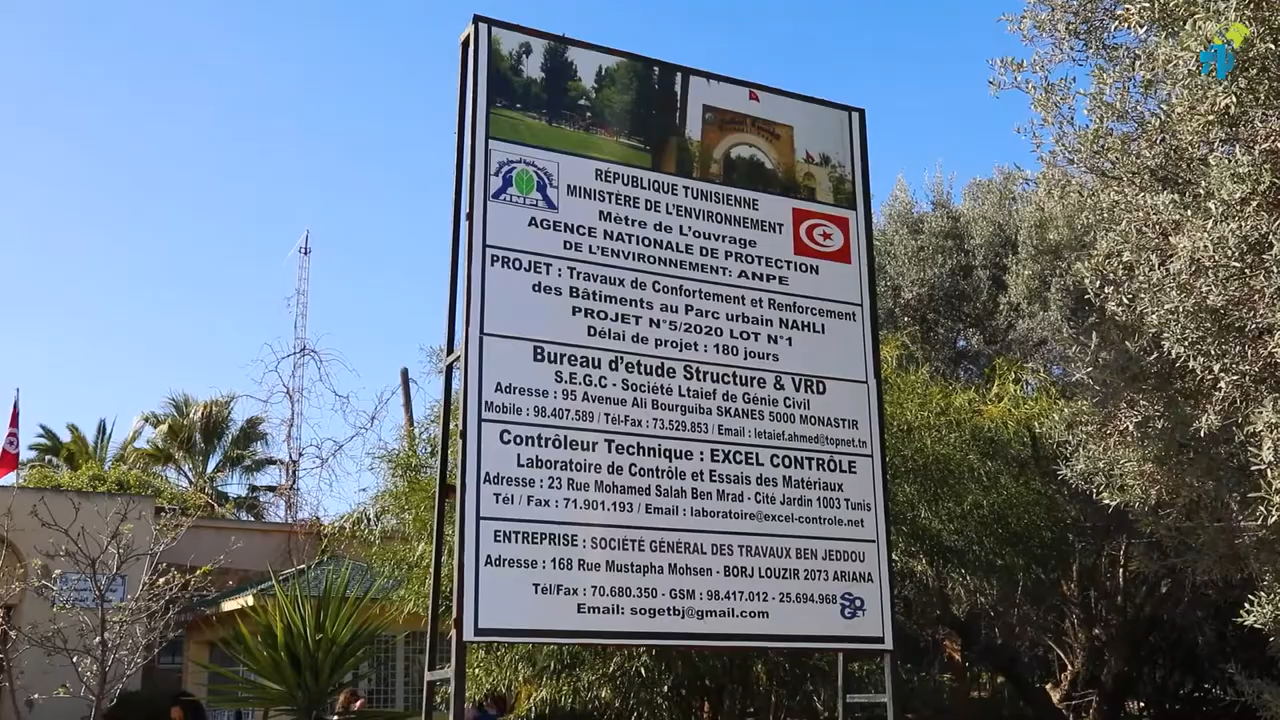 ANPE
RÉPUBLIQUE TUNISIENNE
MINISTÈRE DE L'ENVIRONNEMENT
Mètre de L'ouvrage
AGENCE NATIONALE DE PROTECTION
DE L'ENVIRONNEMENT: ANPE
PROJET : Travaux de Confortement et Renforcement
des Bâtiments au Parc urbain NAHLI
PROJET N°5/2020 LOT N°1
Délai de projet : 180 jours
Bureau d'etude Structure & VRD
S.E.G.C - Société Ltaief de Génie Civil
Adresse : 95 Avenue Ali Bourguiba SKANES 5000 MONASTIR
Mobile : 98.407.589 / Tél-Fax : 73.529.853 / Email : letaief.ahmed@topnet.tn
Contrôleur Technique : EXCEL CONTRÔLE
Laboratoire de Contrôle et Essais des Matériaux
Adresse : 23 Rue Mohamed Salah Ben Mrad - Cité Jardin 1003 Tunis
Tél / Fax : 71.901.193 / Email : laboratoire@excel-controle.net
ENTREPRISE : SOCIÉTÉ GÉNÉRAL DES TRAVAUX BEN JEDDOU
Adresse : 168 Rue Mustapha Mohsen - BORJ LOUZIR 2073 ARIANA
Tél/Fax : 70.680.350 - GSM : 98.417.012 - 25.694.968
Email: sogetbj@gmail.com